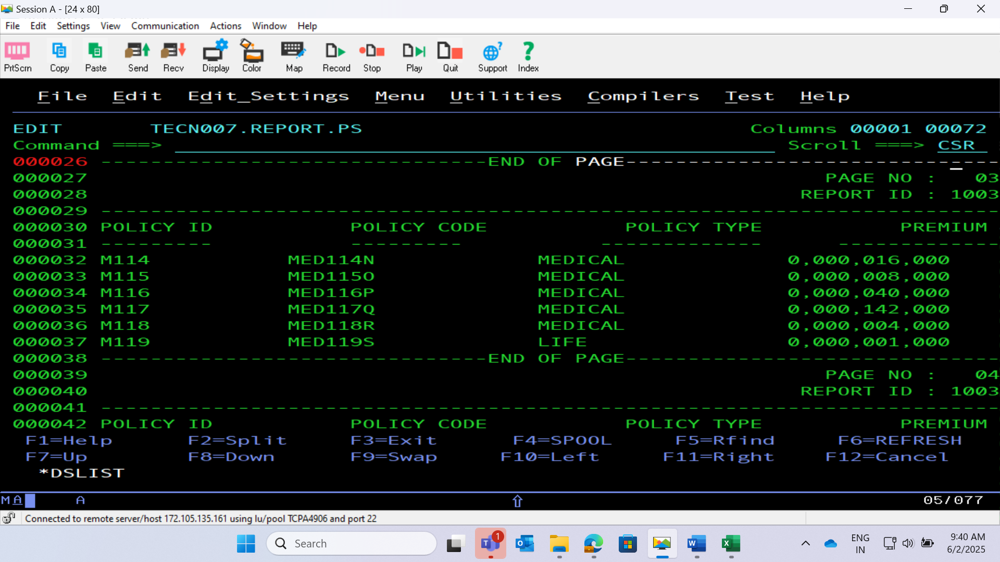 Session A - [24 x 80]
File Edit Settings View Communication Actions Window Help
PrtScrn Copy Paste Send Recv Display Color Map Record Stop Play Quit Support Index
File Edit Edit_Settings Menu Utilities Compilers Test Help
EDIT TECN007.REPORT.PS Columns 00001 00072
Command ===> Scroll ===> CSR
000026 -------------------------------END OF PAGE------------------------------
000027 PAGE NO : 03
000028 REPORT ID : 1003
000029 ------------------------------------------------------------------------
000030 POLICY ID POLICY CODE POLICY TYPE PREMIUM
000031 --------- --------- ------------- -------------
000032 M114 MED114N MEDICAL 0,000,016,000
000033 M115 MED115O MEDICAL 0,000,008,000
000034 M116 MED116P MEDICAL 0,000,040,000
000035 M117 MED117Q MEDICAL 0,000,142,000
000036 M118 MED118R MEDICAL 0,000,004,000
000037 M119 MED119S LIFE 0,000,001,000
000038 -------------------------------END OF PAGE------------------------------
000039 PAGE NO : 04
000040 REPORT ID : 1003
000041 ------------------------------------------------------------------------
000042 POLICY ID POLICY CODE POLICY TYPE PREMIUM
F1=Help F2=Split F3=Exit F4=SPOOL F5=Rfind F6=REFRESH
F7=Up F8=Down F9=Swap F10=Left F11=Right F12=Cancel
*DSLIST
MA A 05/077
Connected to remote server/host 172.105.135.161 using lu/pool TCPA4906 and port 22
Search 1 ENG IN 9:40 AM
6/2/2025